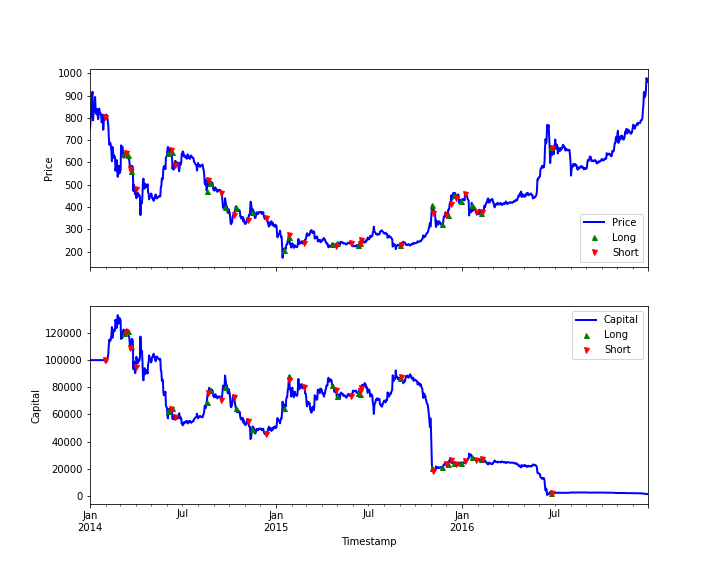 1000
900
800
700
600
500
400
300
200
Price
Price
Long
Short
120000
100000
80000
60000
40000
20000
0
Capital
Capital
Long
Short
Jan
2014
Jul
Jan
2015
Jul
Jan
2016
Jul
Timestamp